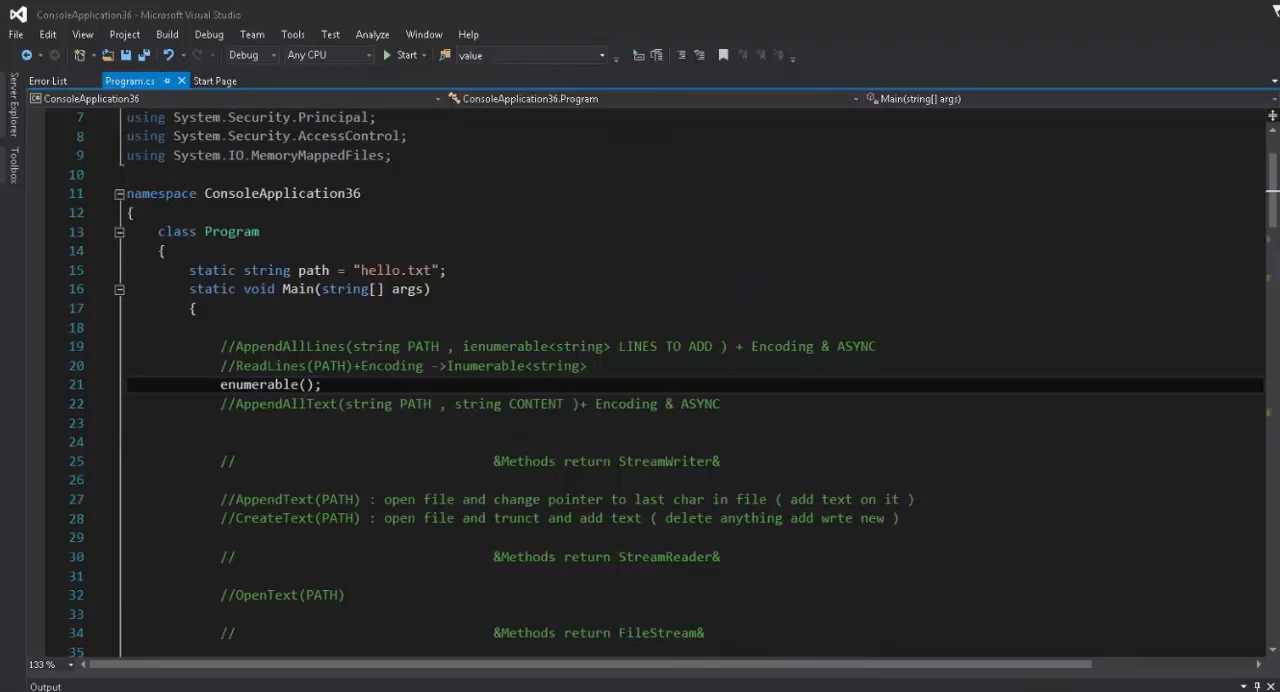 ConsoleApplication36 - Microsoft Visual Studio
File Edit View Project Build Debug Team Tools Test Analyze Window Help
Debug Any CPU Start value
Server Explorer
Toolbox
Error List Program.cs Start Page
ConsoleApplication36 ConsoleApplication36.Program Main(string[] args)
7 using System.Security.Principal;
8 using System.Security.AccessControl;
9 using System.IO.MemoryMappedFiles;
10
11 namespace ConsoleApplication36
12 {
13 class Program
14 {
15 static string path = "hello.txt";
16 static void Main(string[] args)
17 {
18
19 //AppendAllLines(string PATH , ienumerable<string> LINES TO ADD ) + Encoding & ASYNC
20 //ReadLines(PATH)+Encoding ->Inumerable<string>
21 enumerable();
22 //AppendAllText(string PATH , string CONTENT )+ Encoding & ASYNC
23
24
25 // &Methods return StreamWriter&
26
27 //AppendText(PATH) : open file and change pointer to last char in file ( add text on it )
28 //CreateText(PATH) : open file and trunct and add text ( delete anything add wrte new )
29
30 // &Methods return StreamReader&
31
32 //OpenText(PATH)
33
34 // &Methods return FileStream&
35
133 %
Output